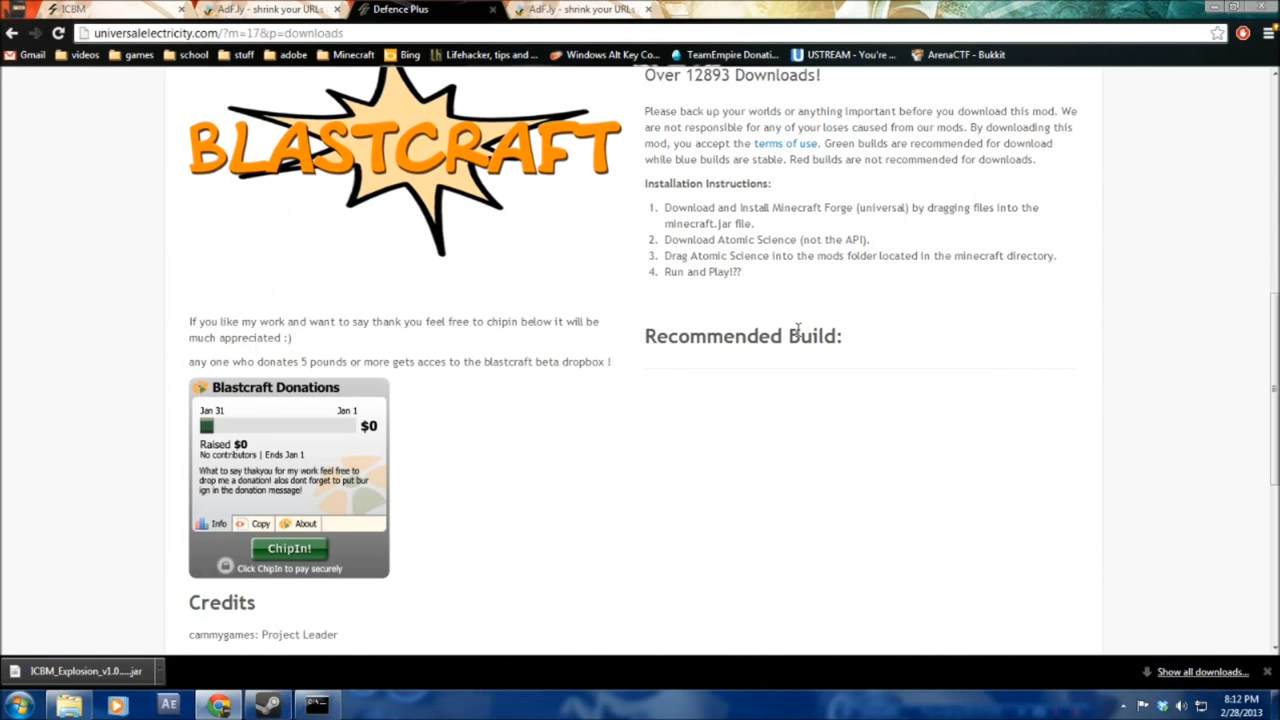 ICBM
AdF.ly - shrink your URLs
Defence Plus
AdF.ly - shrink your URLs
universalelectricity.com/?m=17&p=downloads
Gmail
videos
games
school
stuff
adobe
Minecraft
Bing
Lifehacker, tips and ...
Windows Alt Key Co...
TeamEmpire Donati...
USTREAM - You're ...
ArenaCTF - Bukkit
BLASTCRAFT
If you like my work and want to say thank you feel free to chipin below it will be
much appreciated :)
any one who donates 5 pounds or more gets acces to the blastcraft beta dropbox !
Blastcraft Donations
Jan 31
Jan 1
$0
Raised $0
No contributors | Ends Jan 1
What to say thakyou for my work feel free to
drop me a donation! alos dont forget to put bur
ign in the donation message!
Info
Copy
About
ChipIn!
Click ChipIn to pay securely
Credits
cammygames: Project Leader
Over 12893 Downloads!
Please back up your worlds or anything important before you download this mod. We
are not responsible for any of your loses caused from our mods. By downloading this
mod, you accept the terms of use. Green builds are recommended for download
while blue builds are stable. Red builds are not recommended for downloads.
Installation Instructions:
1. Download and Install Minecraft Forge (universal) by dragging files into the
minecraft.jar file.
2. Download Atomic Science (not the API).
3. Drag Atomic Science into the mods folder located in the minecraft directory.
4. Run and Play!??
Recommended Build:
ICBM_Explosion_v1.0.....jar
Show all downloads...
AE
8:12 PM
2/28/2013